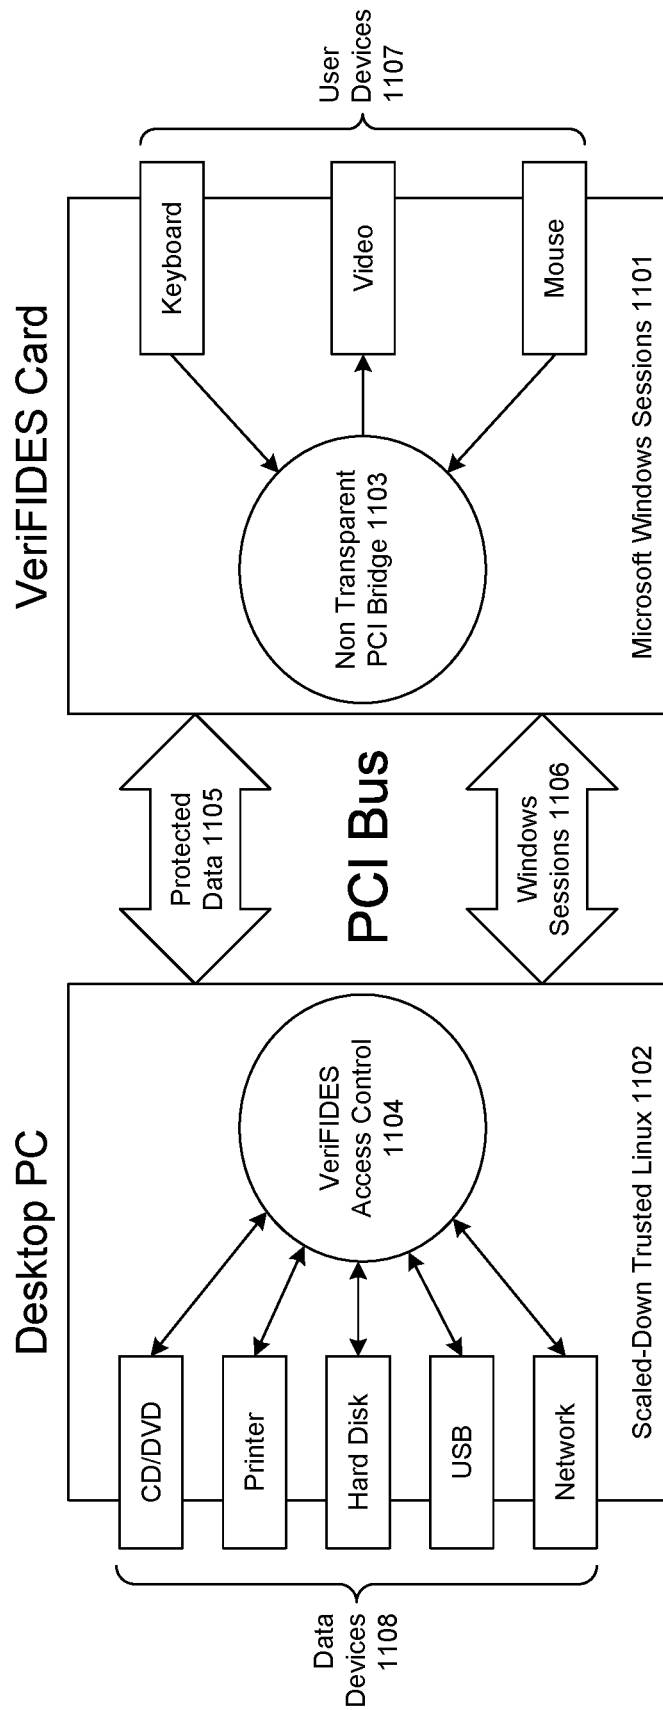 Desktop PC
VeriFIDES Card
Data
Devices
1108
CD/DVD
Printer
Hard Disk
USB
Network
VeriFIDES
Access Control
1104
Scaled-Down Trusted Linux 1102
Protected
Data 1105
PCI Bus
Windows
Sessions 1106
Non Transparent
PCI Bridge 1103
Keyboard
Video
Mouse
Microsoft Windows Sessions 1101
User
Devices
1107